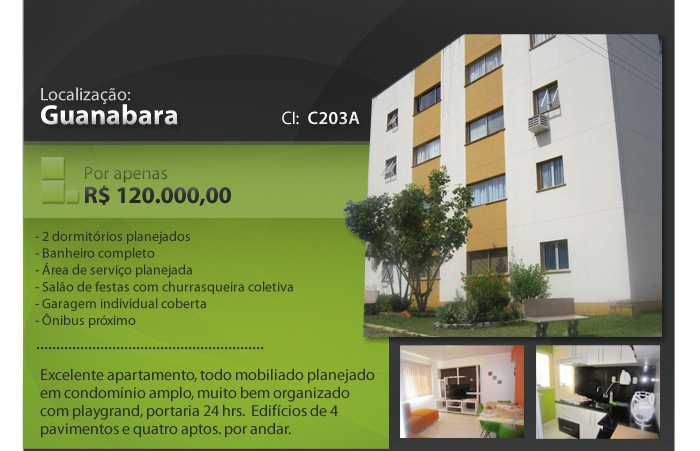 Localização:
Guanabara
CI: C203A
Por apenas
R$ 120.000,00
- 2 dormitórios planejados
- Banheiro completo
- Área de serviço planejada
- Salão de festas com churrasqueira coletiva
- Garagem individual coberta
- Ônibus próximo
Excelente apartamento, todo mobiliado planejado
em condomínio amplo, muito bem organizado
com playgrand, portaria 24 hrs. Edifícios de 4
pavimentos e quatro aptos. por andar.